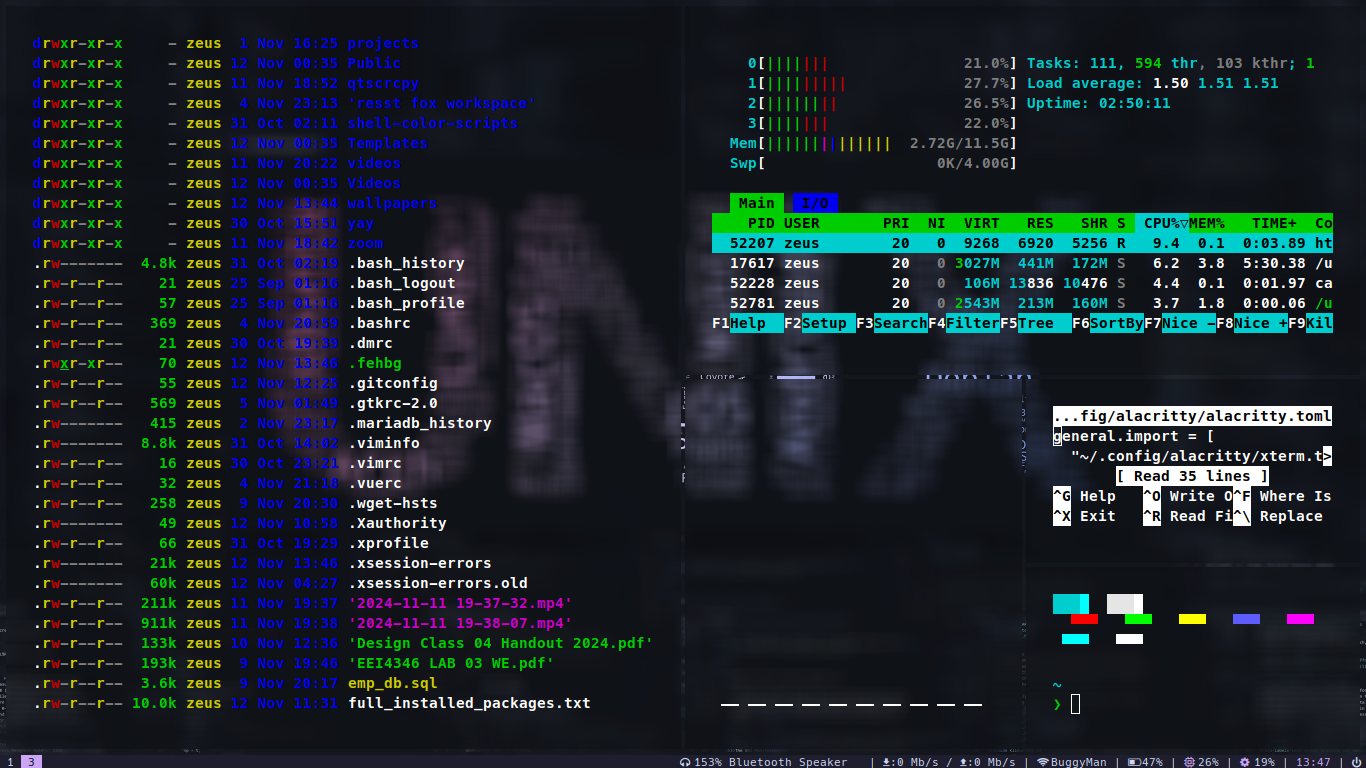 drwxr-xr-x - zeus 1 Nov 16:25 projects
drwxr-xr-x - zeus 12 Nov 00:35 Public
drwxr-xr-x - zeus 11 Nov 18:52 qtscrcpy
drwxr-xr-x - zeus 4 Nov 23:13 'resst fox workspace'
drwxr-xr-x - zeus 31 Oct 02:11 shell-color-scripts
drwxr-xr-x - zeus 12 Nov 00:35 Templates
drwxr-xr-x - zeus 11 Nov 20:22 videos
drwxr-xr-x - zeus 12 Nov 00:35 Videos
drwxr-xr-x - zeus 12 Nov 13:44 wallpapers
drwxr-xr-x - zeus 30 Oct 15:51 yay
drwxr-xr-x - zeus 11 Nov 18:42 zoom
.rw------- 4.8k zeus 31 Oct 02:19 .bash_history
.rw-r--r-- 21 zeus 25 Sep 01:16 .bash_logout
.rw-r--r-- 57 zeus 25 Sep 01:16 .bash_profile
.rw-r--r-- 369 zeus 4 Nov 20:59 .bashrc
.rw-r--r-- 21 zeus 30 Oct 19:39 .dmrc
.rwxr-xr-- 70 zeus 12 Nov 13:46 .fehbg
.rw-r--r-- 55 zeus 12 Nov 12:25 .gitconfig
.rw-r--r-- 569 zeus 5 Nov 01:49 .gtkrc-2.0
.rw------- 415 zeus 2 Nov 23:17 .mariadb_history
.rw------- 8.8k zeus 31 Oct 14:02 .viminfo
.rw-r--r-- 16 zeus 30 Oct 23:21 .vimrc
.rw-r--r-- 32 zeus 4 Nov 21:18 .vuerc
.rw-r--r-- 258 zeus 9 Nov 20:30 .wget-hsts
.rw------- 49 zeus 12 Nov 10:58 .Xauthority
.rw-r--r-- 66 zeus 31 Oct 19:29 .xprofile
.rw------- 21k zeus 12 Nov 13:46 .xsession-errors
.rw------- 60k zeus 12 Nov 04:27 .xsession-errors.old
.rw-r--r-- 211k zeus 11 Nov 19:37 '2024-11-11 19-37-32.mp4'
.rw-r--r-- 911k zeus 11 Nov 19:38 '2024-11-11 19-38-07.mp4'
.rw-r--r-- 133k zeus 10 Nov 12:36 'Design Class 04 Handout 2024.pdf'
.rw-r--r-- 193k zeus 9 Nov 19:46 'EEI4346 LAB 03 WE.pdf'
.rw-r--r-- 3.6k zeus 9 Nov 20:17 emp_db.sql
.rw-r--r-- 10.0k zeus 12 Nov 11:31 full_installed_packages.txt
0[||||||| 21.0%] Tasks: 111, 594 thr, 103 kthr; 1
1[||||||||| 27.7%] Load average: 1.50 1.51 1.51
2[|||||||| 26.5%] Uptime: 02:50:11
3[||||||| 22.0%]
Mem[|||||||||||||| 2.72G/11.5G]
Swp[ 0K/4.00G]
Main I/O
PID USER PRI NI VIRT RES SHR S CPU%▽MEM% TIME+ Co
52207 zeus 20 0 9268 6920 5256 R 9.4 0.1 0:03.89 ht
17617 zeus 20 0 3027M 441M 172M S 6.2 3.8 5:30.38 /u
52228 zeus 20 0 106M 13836 10476 S 4.4 0.1 0:01.97 ca
52781 zeus 20 0 2543M 213M 160M S 3.7 1.8 0:00.06 /u
F1Help F2Setup F3SearchF4FilterF5Tree F6SortByF7Nice -F8Nice +F9Kil
...fig/alacritty/alacritty.toml
general.import = [
"~/.config/alacritty/xterm.t>
[ Read 35 lines ]
^G Help ^O Write O^F Where Is
^X Exit ^R Read Fi^\ Replace
~
❯
1 3 153% Bluetooth Speaker | :0 Mb/s / :0 Mb/s | BuggyMan | 47% | 26% | 19% | 13:47 |